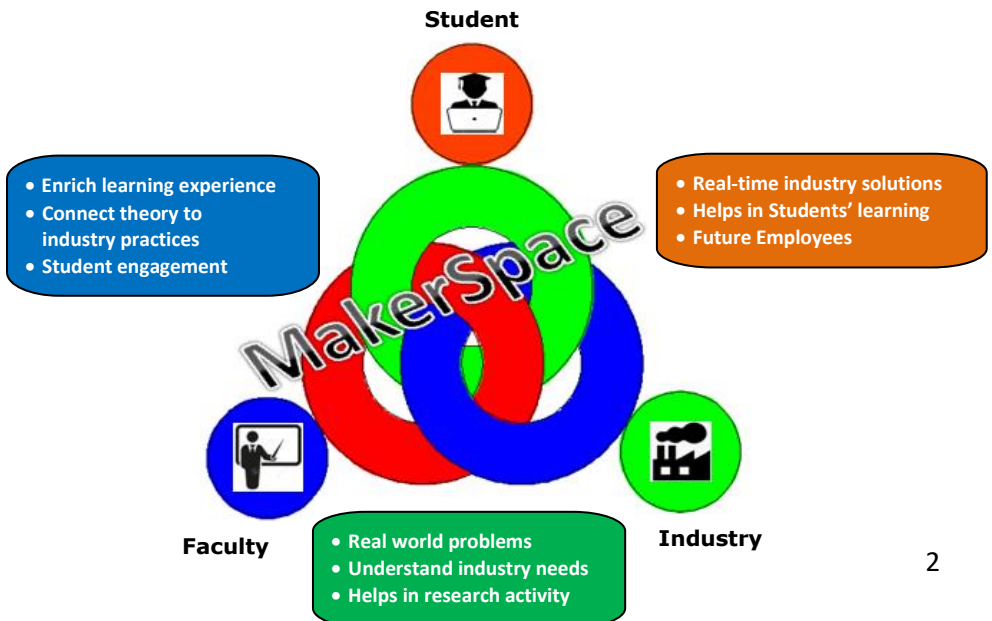 Student
• Enrich learning experience
• Connect theory to
industry practices
• Student engagement
• Real-time industry solutions
• Helps in Students’ learning
• Future Employees
MakerSpace
Faculty
• Real world problems
• Understand industry needs
• Helps in research activity
Industry
2